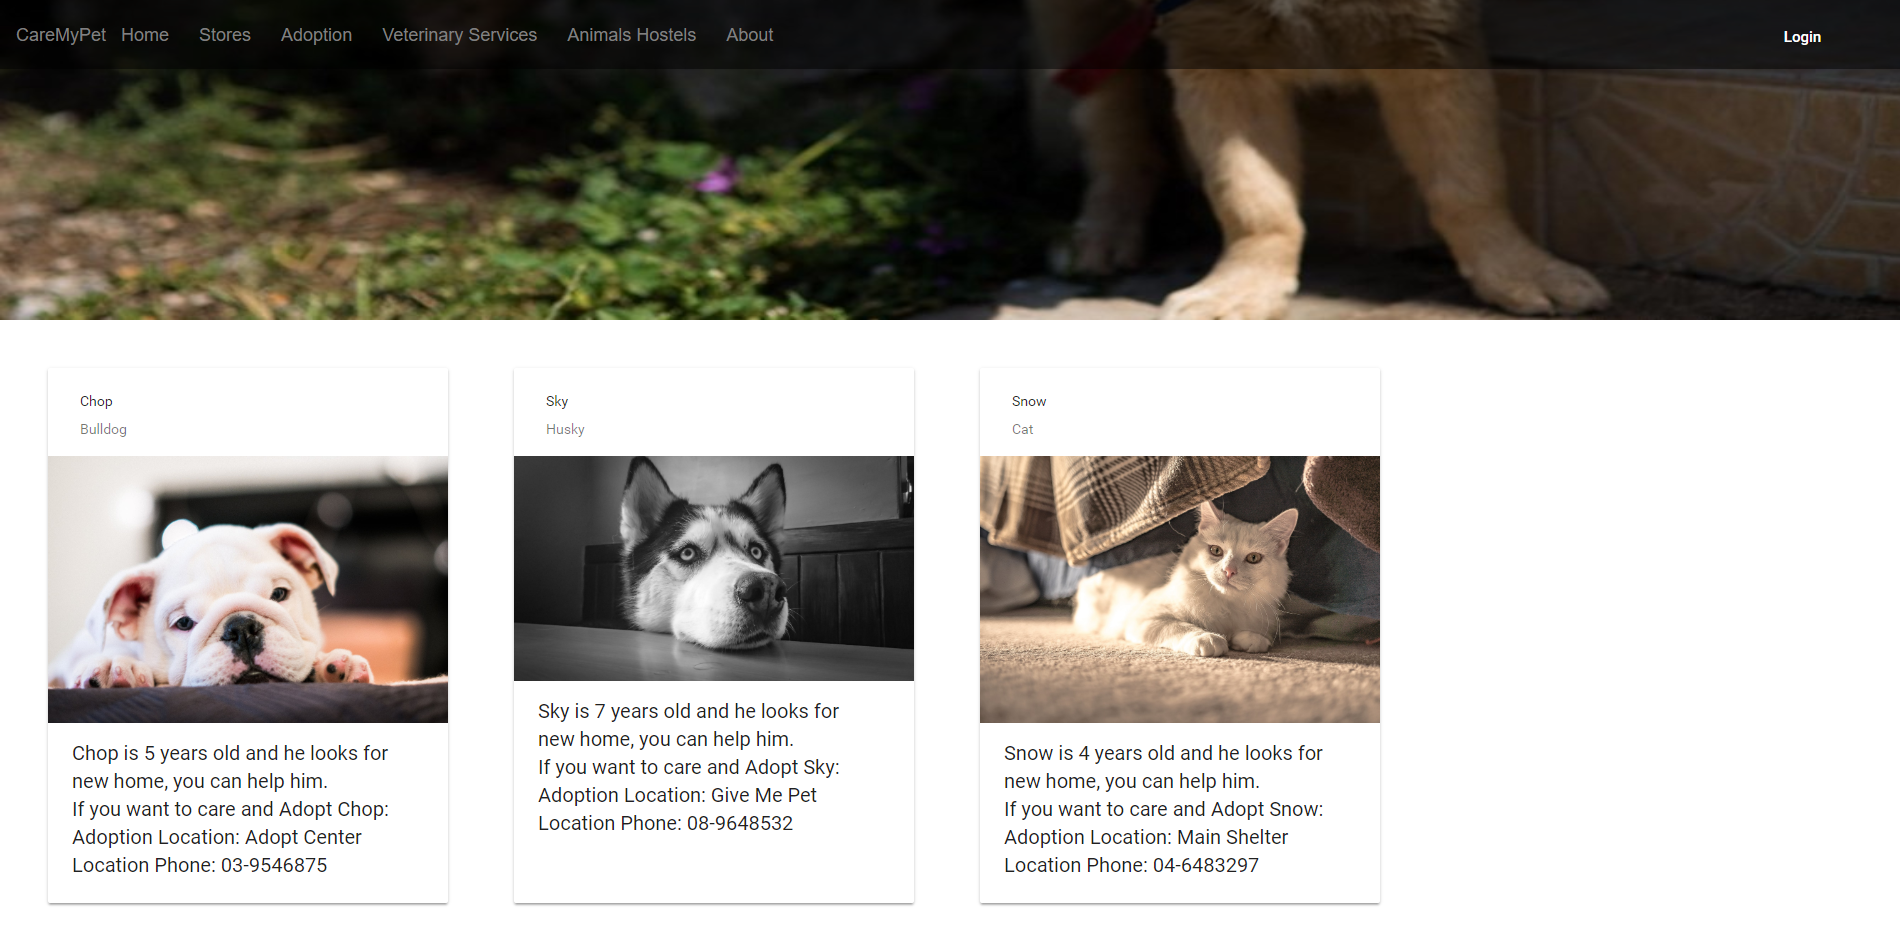 CareMyPet Home Stores Adoption Veterinary Services Animals Hostels About Login
Chop
Bulldog
Chop is 5 years old and he looks for
new home, you can help him.
If you want to care and Adopt Chop:
Adoption Location: Adopt Center
Location Phone: 03-9546875
Sky
Husky
Sky is 7 years old and he looks for
new home, you can help him.
If you want to care and Adopt Sky:
Adoption Location: Give Me Pet
Location Phone: 08-9648532
Snow
Cat
Snow is 4 years old and he looks for
new home, you can help him.
If you want to care and Adopt Snow:
Adoption Location: Main Shelter
Location Phone: 04-6483297